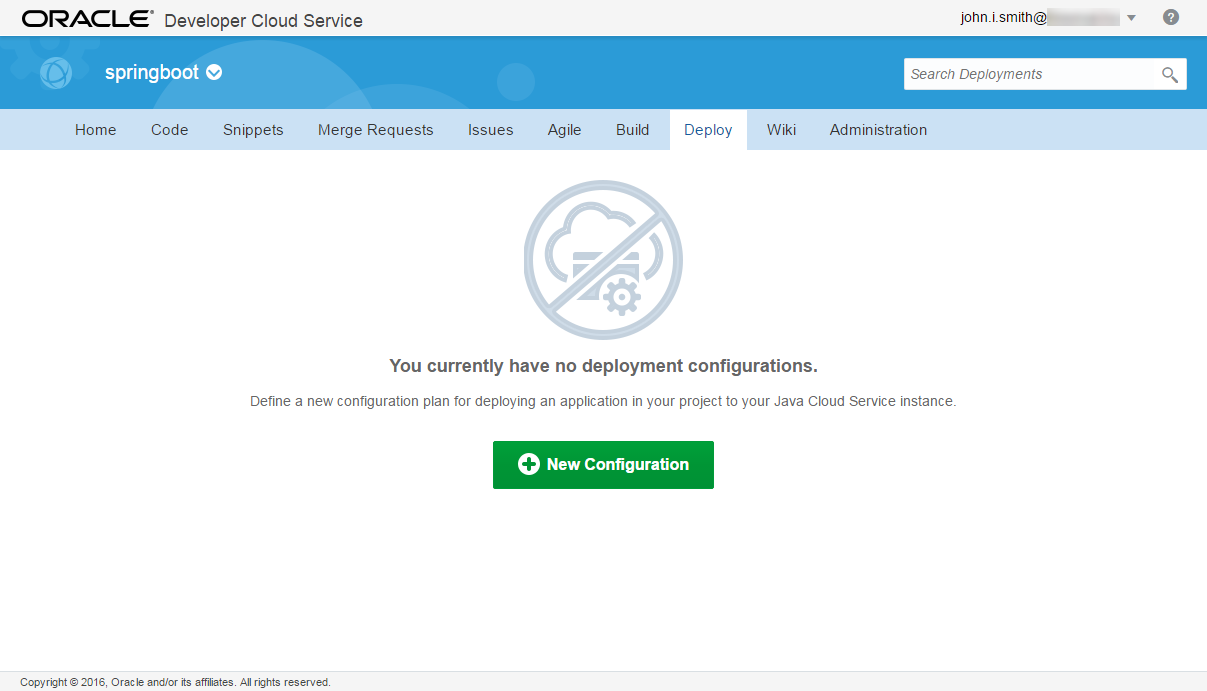 ORACLE® Developer Cloud Service
john.i.smith@
springboot
Search Deployments
Home Code Snippets Merge Requests Issues Agile Build Deploy Wiki Administration
You currently have no deployment configurations.
Define a new configuration plan for deploying an application in your project to your Java Cloud Service instance.
New Configuration
Copyright © 2016, Oracle and/or its affiliates. All rights reserved.